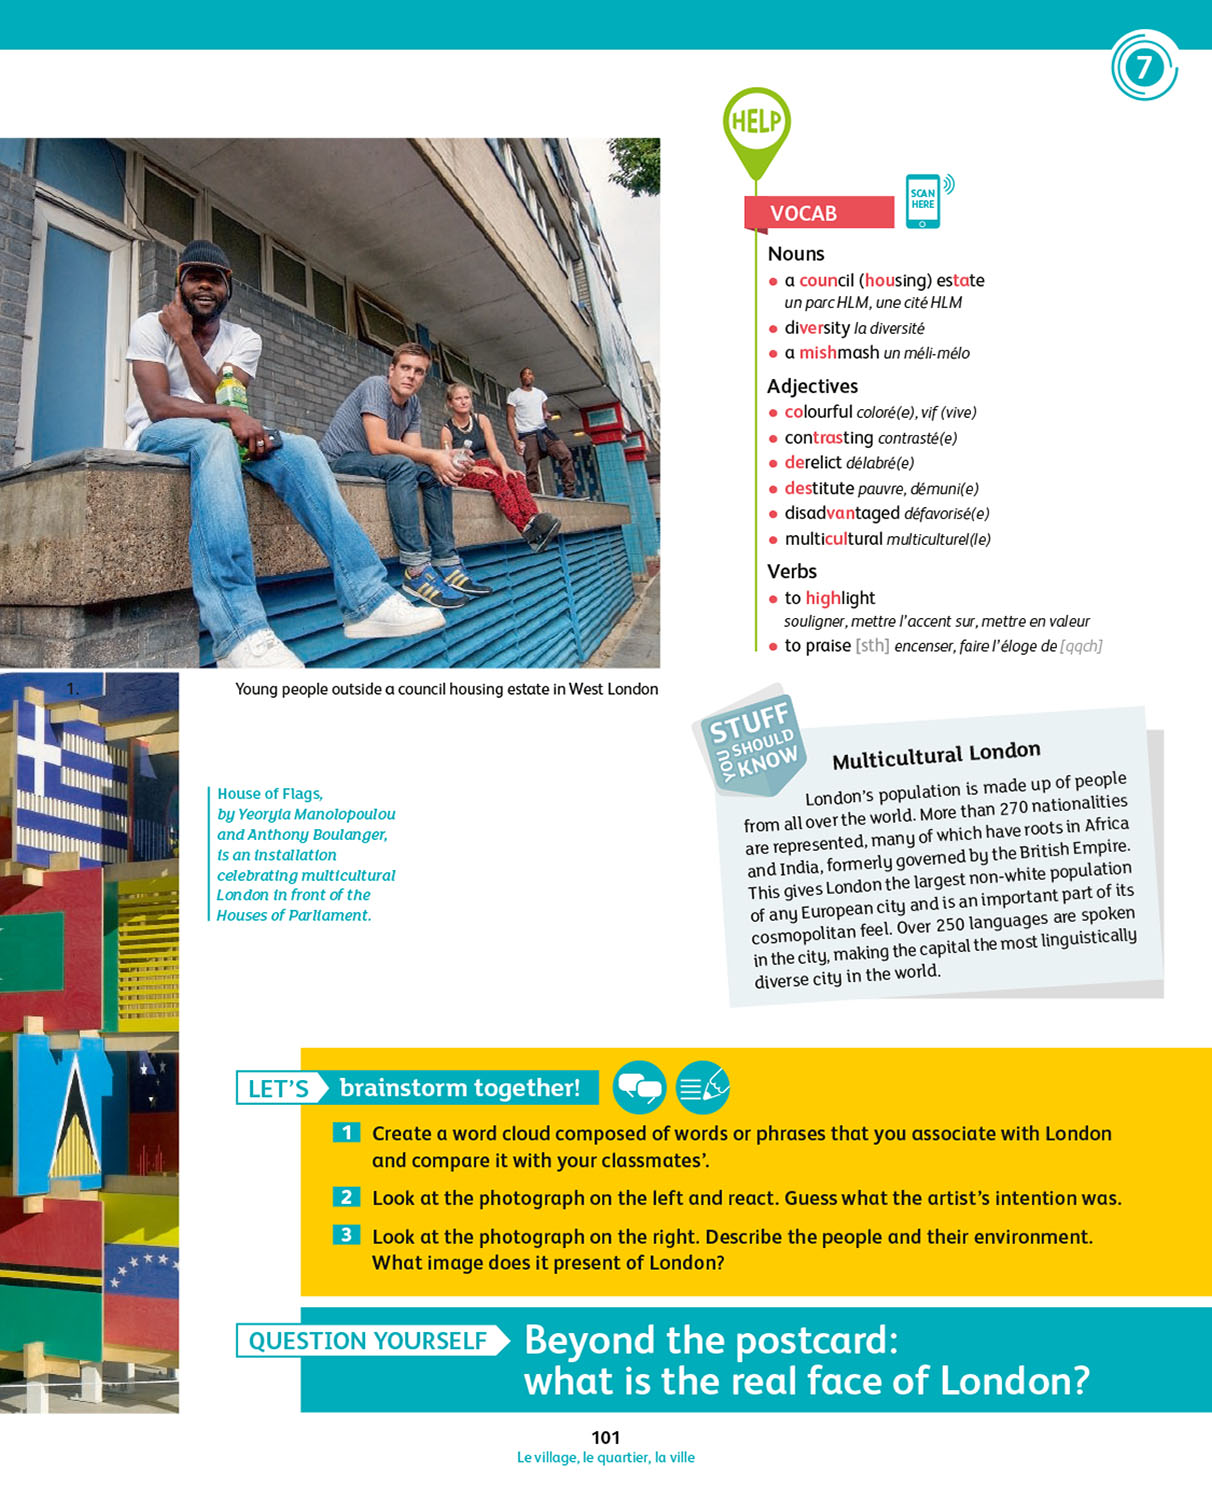 7
HELP
SCAN
HERE
VOCAB
Nouns
• a council (housing) estate
un parc HLM, une cité HLM
• diversity la diversité
• a mishmash un méli-mélo
Adjectives
• colourful coloré(e), vif (vive)
• contrasting contrasté(e)
• derelict délabré(e)
• destitute pauvre, démuni(e)
• disadvantaged défavorisé(e)
• multicultural multiculturel(le)
Verbs
• to highlight
souligner, mettre l'accent sur, mettre en valeur
• to praise [sth] encenser, faire l'éloge de [qqch]
1.
Young people outside a council housing estate in West London
House of Flags,
by Yeoryia Manolopoulou
and Anthony Boulanger,
is an installation
celebrating multicultural
London in front of the
Houses of Parliament.
STUFF
YOU SHOULD
KNOW
Multicultural London
London's population is made up of people
from all over the world. More than 270 nationalities
are represented, many of which have roots in Africa
and India, formerly governed by the British Empire.
This gives London the largest non-white population
of any European city and is an important part of its
cosmopolitan feel. Over 250 languages are spoken
in the city, making the capital the most linguistically
diverse city in the world.
LET'S brainstorm together!
1 Create a word cloud composed of words or phrases that you associate with London
and compare it with your classmates'.
2 Look at the photograph on the left and react. Guess what the artist's intention was.
3 Look at the photograph on the right. Describe the people and their environment.
What image does it present of London?
QUESTION YOURSELF Beyond the postcard:
what is the real face of London?
101
Le village, le quartier, la ville